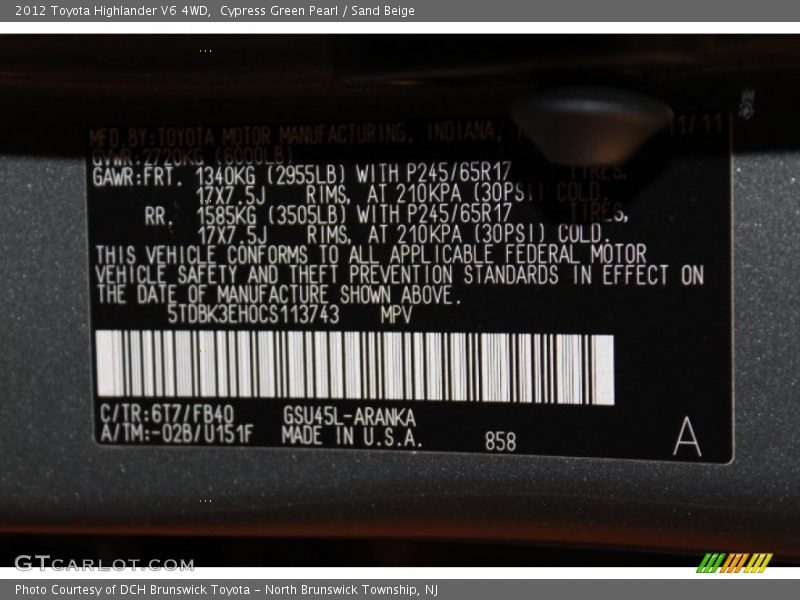 2012 Toyota Highlander V6 4WD,  Cypress Green Pearl / Sand Beige
MFD.BY:TOYOTA MOTOR MANUFACTURING, INDIANA, 11/11
GVWR:2720KG (6000LB)
GAWR:FRT. 1340KG (2955LB) WITH P245/65R17 TIRES,
17X7.5J RIMS, AT 210KPA (30PSI) COLD.
RR. 1585KG (3505LB) WITH P245/65R17 TIRES,
17X7.5J RIMS, AT 210KPA (30PSI) COLD.
THIS VEHICLE CONFORMS TO ALL APPLICABLE FEDERAL MOTOR
VEHICLE SAFETY AND THEFT PREVENTION STANDARDS IN EFFECT ON
THE DATE OF MANUFACTURE SHOWN ABOVE.
5TDBK3EH0CS113743 MPV
C/TR:6T7/FB40 GSU45L-ARANKA
A/TM:-02B/U151F MADE IN U.S.A. 858 A
GTCARLOT.COM
Photo Courtesy of DCH Brunswick Toyota - North Brunswick Township, NJ